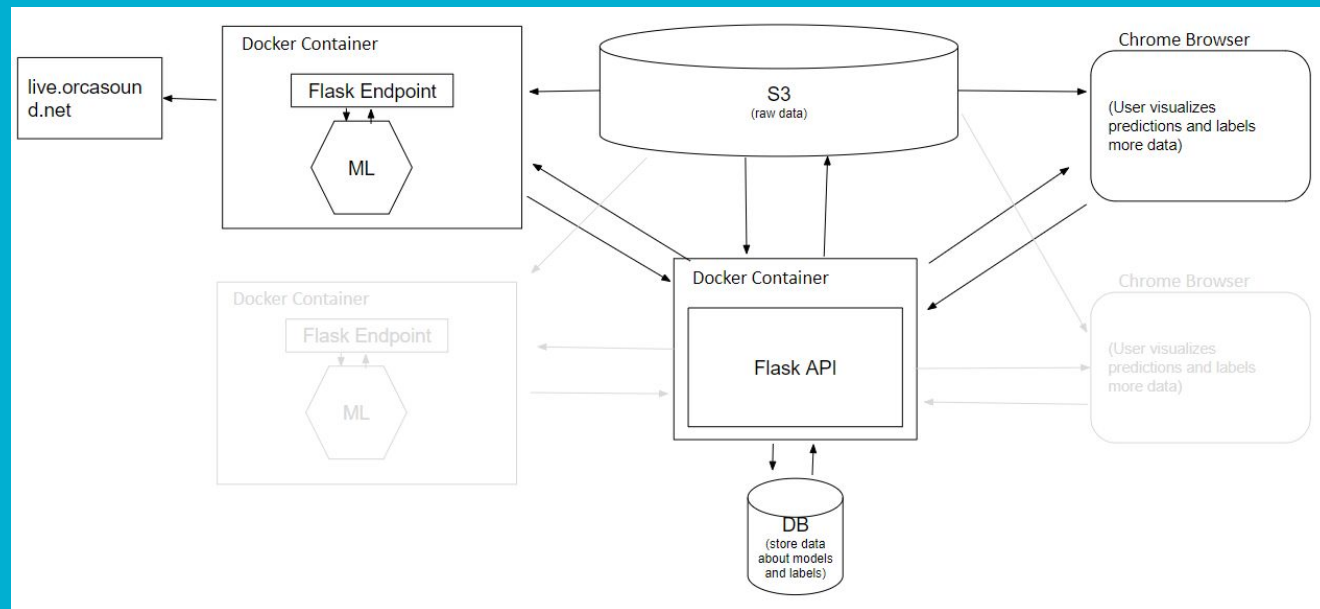 Docker Container
live.orcasoun
d.net
Flask Endpoint
ML
S3
(raw data)
Chrome Browser
(User visualizes
predictions and labels
more data)
Docker Container
Flask Endpoint
ML
Docker Container
Flask API
Chrome Browser
(User visualizes
predictions and labels
more data)
DB
(store data
about models
and labels)